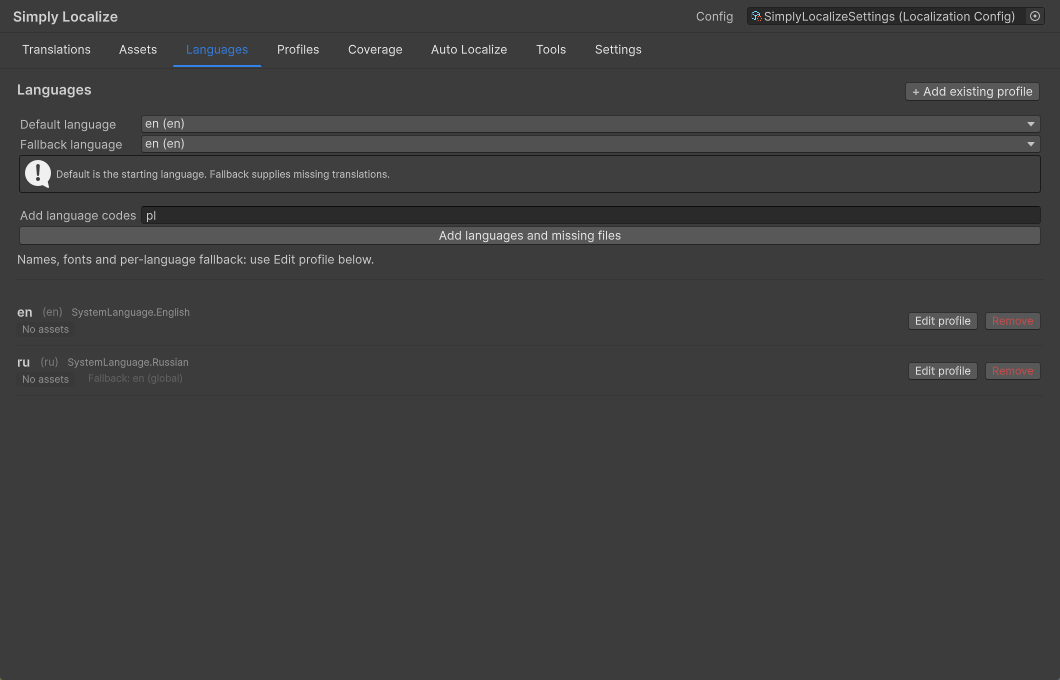 Simply Localize
Config SimplyLocalizeSettings (Localization Config)
Translations Assets Languages Profiles Coverage Auto Localize Tools Settings
Languages
+ Add existing profile
Default language en (en)
Fallback language en (en)
Default is the starting language. Fallback supplies missing translations.
Add language codes pl
Add languages and missing files
Names, fonts and per-language fallback: use Edit profile below.
en (en) SystemLanguage.English
No assets
Edit profile Remove
ru (ru) SystemLanguage.Russian
No assets Fallback: en (global)
Edit profile Remove